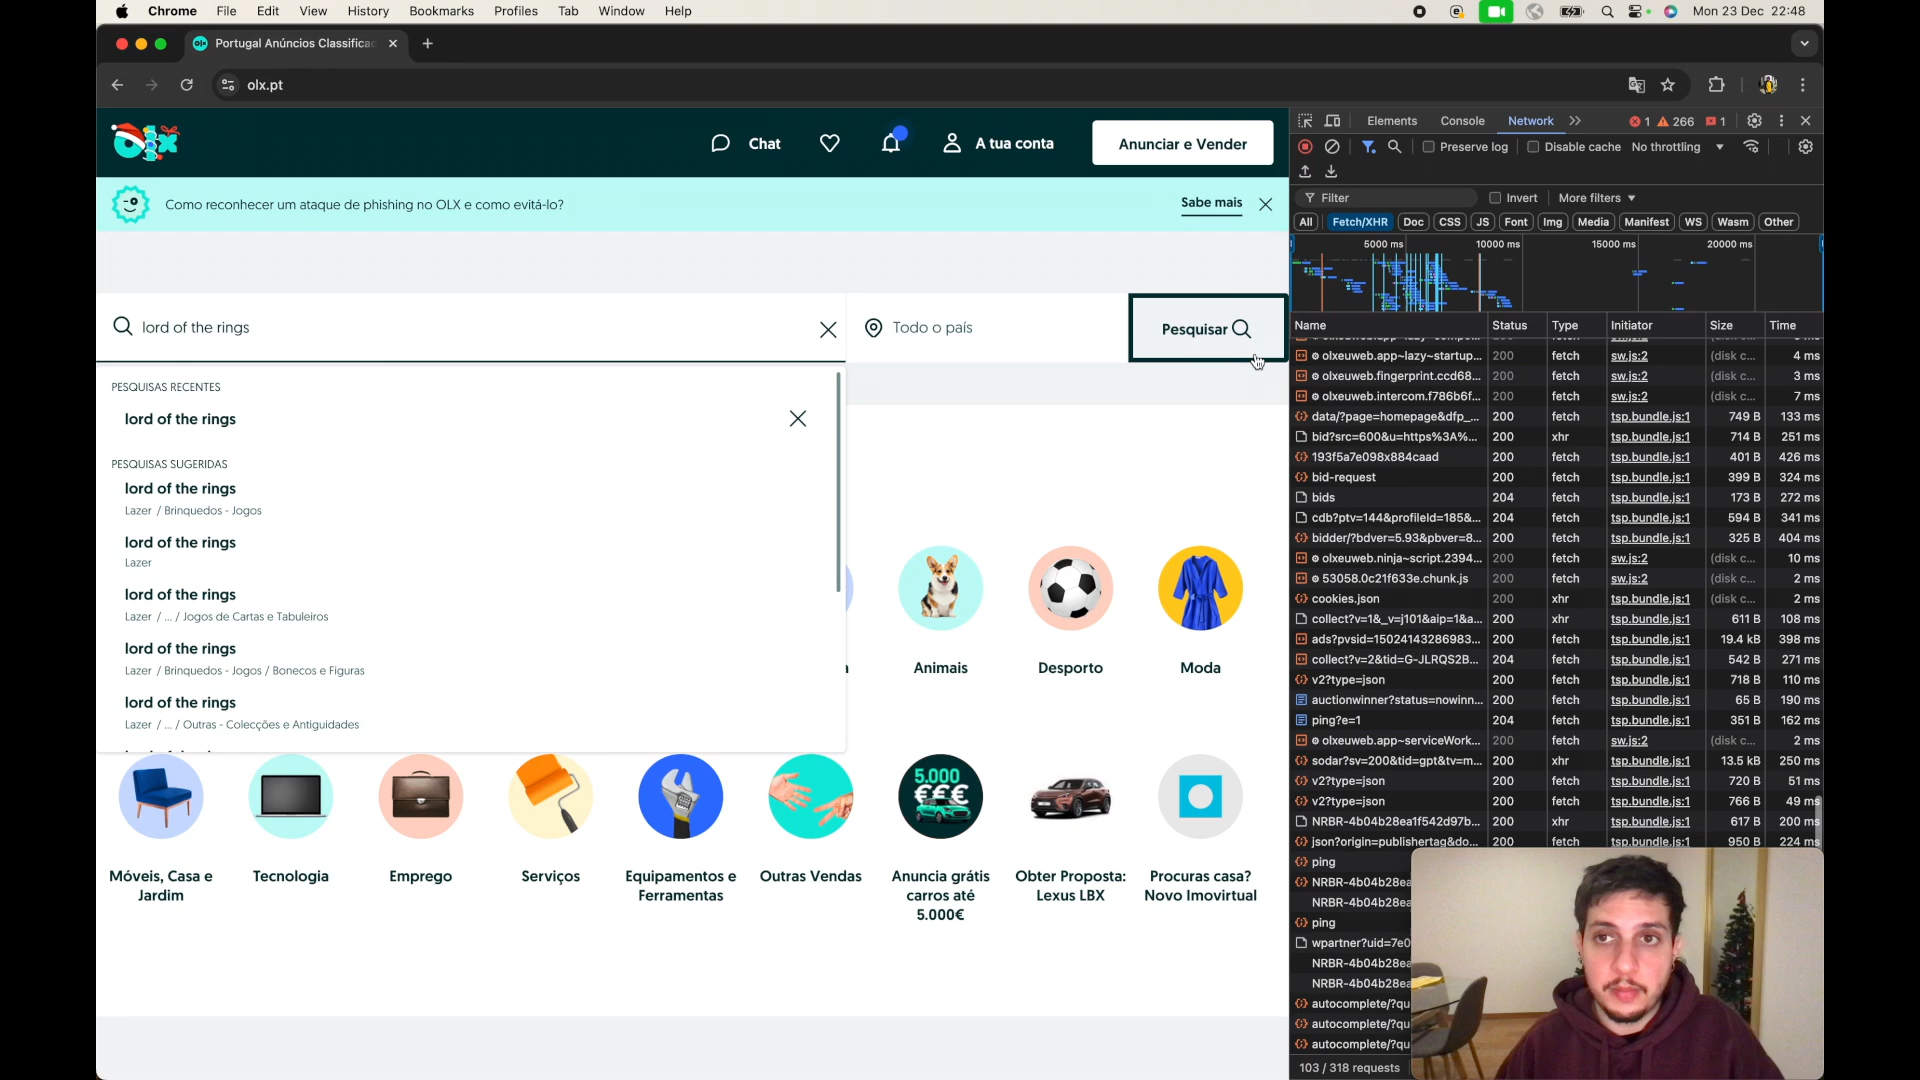 Chrome File Edit View History Bookmarks Profiles Tab Window Help
Mon 23 Dec 22:48
Portugal Anúncios Classifica
olx.pt
olx
Chat
A tua conta
Anunciar e Vender
Como reconhecer um ataque de phishing no OLX e como evitá-lo?
Sabe mais
lord of the rings
Todo o país
Pesquisar
PESQUISAS RECENTES
lord of the rings
PESQUISAS SUGERIDAS
lord of the rings
Lazer / Brinquedos - Jogos
lord of the rings
Lazer
lord of the rings
Lazer / ... / Jogos de Cartas e Tabuleiros
lord of the rings
Lazer / Brinquedos - Jogos / Bonecos e Figuras
lord of the rings
Lazer / ... / Outras - Colecções e Antiguidades
Animais
Desporto
Moda
5.000
€€€
Móveis, Casa e
Jardim
Tecnologia
Emprego
Serviços
Equipamentos e
Ferramentas
Outras Vendas
Anuncia grátis
carros até
5.000€
Obter Proposta:
Lexus LBX
Procuras casa?
Novo Imovirtual
Elements Console Network 1 266 1
Preserve log Disable cache No throttling
Filter Invert More filters
All Fetch/XHR Doc CSS JS Font Img Media Manifest WS Wasm Other
5000 ms 10000 ms 15000 ms 20000 ms
Name Status Type Initiator Size Time
olxeuweb.app~lazy~startup... 200 fetch sw.js:2 (disk c... 4 ms
olxeuweb.fingerprint.ccd68... 200 fetch sw.js:2 (disk c... 3 ms
olxeuweb.intercom.f786b6f... 200 fetch sw.js:2 (disk c... 7 ms
data/?page=homepage&dfp_... 200 fetch tsp.bundle.js:1 749 B 133 ms
bid?src=600&u=https%3A%... 200 xhr tsp.bundle.js:1 714 B 251 ms
193f5a7e098x884caad 200 fetch tsp.bundle.js:1 401 B 426 ms
bid-request 200 fetch tsp.bundle.js:1 399 B 324 ms
bids 204 fetch tsp.bundle.js:1 173 B 272 ms
cdb?ptv=144&profileId=185&... 204 fetch tsp.bundle.js:1 594 B 341 ms
bidder/?bdver=5.93&pbver=8... 200 fetch tsp.bundle.js:1 325 B 404 ms
olxeuweb.ninja~script.2394... 200 fetch sw.js:2 (disk c... 10 ms
53058.0c21f633e.chunk.js 200 fetch sw.js:2 (disk c... 2 ms
cookies.json 200 xhr tsp.bundle.js:1 (disk c... 2 ms
collect?v=1&_v=j101&aip=1&a... 200 xhr tsp.bundle.js:1 611 B 108 ms
ads?pvsid=15024143286983... 200 fetch tsp.bundle.js:1 19.4 kB 398 ms
collect?v=2&tid=G-JLRQS2B... 204 fetch tsp.bundle.js:1 542 B 271 ms
v2?type=json 200 fetch tsp.bundle.js:1 718 B 110 ms
auctionwinner?status=nowinn... 200 fetch tsp.bundle.js:1 65 B 190 ms
ping?e=1 204 fetch tsp.bundle.js:1 351 B 162 ms
olxeuweb.app~serviceWork... 200 fetch sw.js:2 (disk c... 2 ms
sodar?sv=200&tid=gpt&tv=m... 200 xhr tsp.bundle.js:1 13.5 kB 250 ms
v2?type=json 200 fetch tsp.bundle.js:1 720 B 51 ms
v2?type=json 200 fetch tsp.bundle.js:1 766 B 49 ms
NRBR-4b04b28ea1f542d97b... 200 xhr tsp.bundle.js:1 617 B 200 ms
json?origin=publishertag&do... 200 fetch tsp.bundle.js:1 950 B 224 ms
ping
NRBR-4b04b28ea
NRBR-4b04b28ea
ping
wpartner?uid=7e0
NRBR-4b04b28ea
NRBR-4b04b28ea
autocomplete/?qu
autocomplete/?qu
autocomplete/?qu
103 / 318 requests